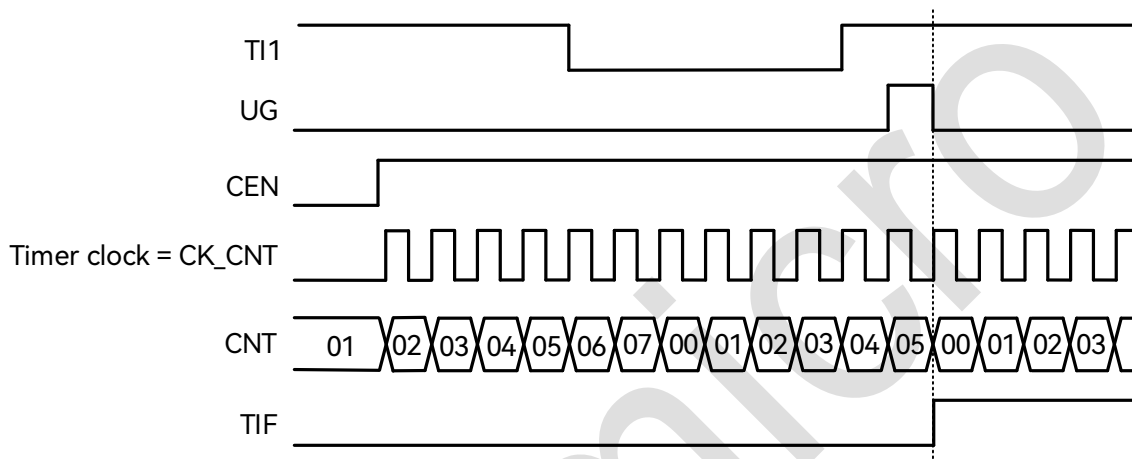 TI1
UG
CEN
Timer clock = CK_CNT
CNT 01 02 03 04 05 06 07 00 01 02 03 04 05 00 01 02 03
TIF
micro